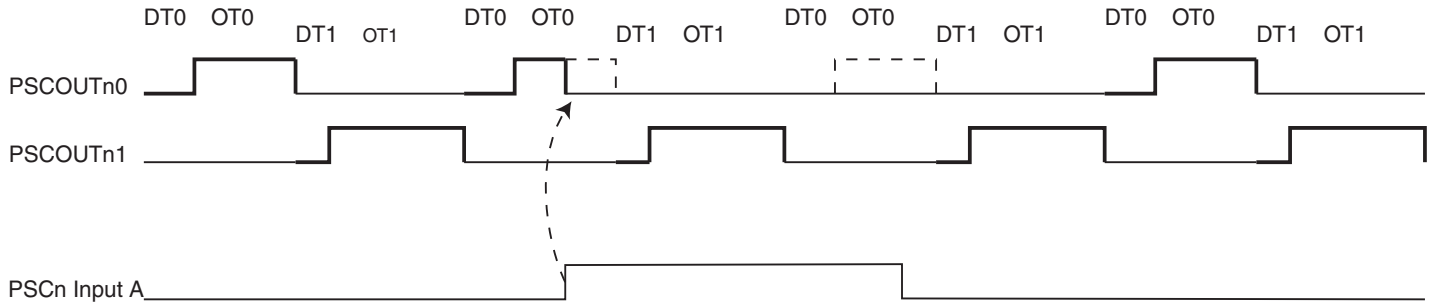 DT0 OT0 DT0 OT0 DT0 OT0 DT0 OT0
DT1 OT1 DT1 OT1 DT1 OT1 DT1 OT1
PSCOUTn0
PSCOUTn1
PSCn Input A